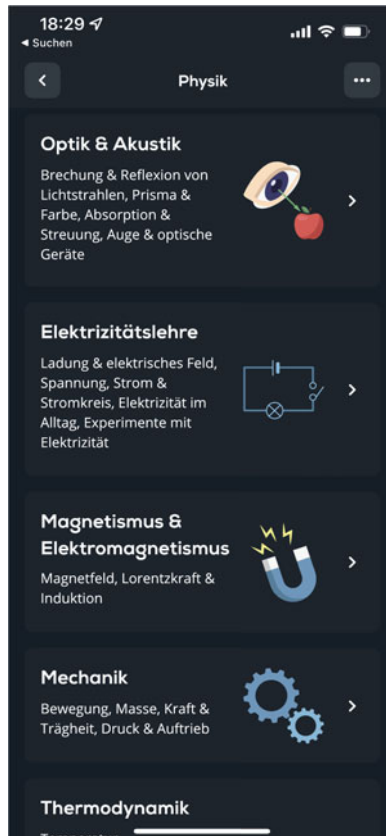 18:29
Suchen
Physik
Optik & Akustik
Brechung & Reflexion von
Lichtstrahlen, Prisma &
Farbe, Absorption &
Streuung, Auge & optische
Geräte
Elektrizitätslehre
Ladung & elektrisches Feld,
Spannung, Strom &
Stromkreis, Elektrizität im
Alltag, Experimente mit
Elektrizität
Magnetismus &
Elektromagnetismus
Magnetfeld, Lorentzkraft &
Induktion
Mechanik
Bewegung, Masse, Kraft &
Trägheit, Druck & Auftrieb
Thermodynamik